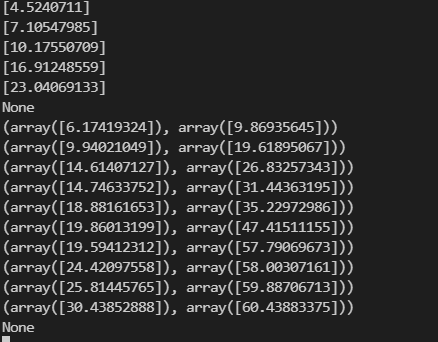 [4.5240711]
[7.10547985]
[10.17550709]
[16.91248559]
[23.04069133]
None
(array([6.17419324]), array([9.86935645]))
(array([9.94021049]), array([19.61895067]))
(array([14.61407127]), array([26.83257343]))
(array([14.74633752]), array([31.44363195]))
(array([18.88161653]), array([35.22972986]))
(array([19.86013199]), array([47.41511155]))
(array([19.59412312]), array([57.79069673]))
(array([24.42097558]), array([58.00307161]))
(array([25.81445765]), array([59.88706713]))
(array([30.43852888]), array([60.43883375]))
None